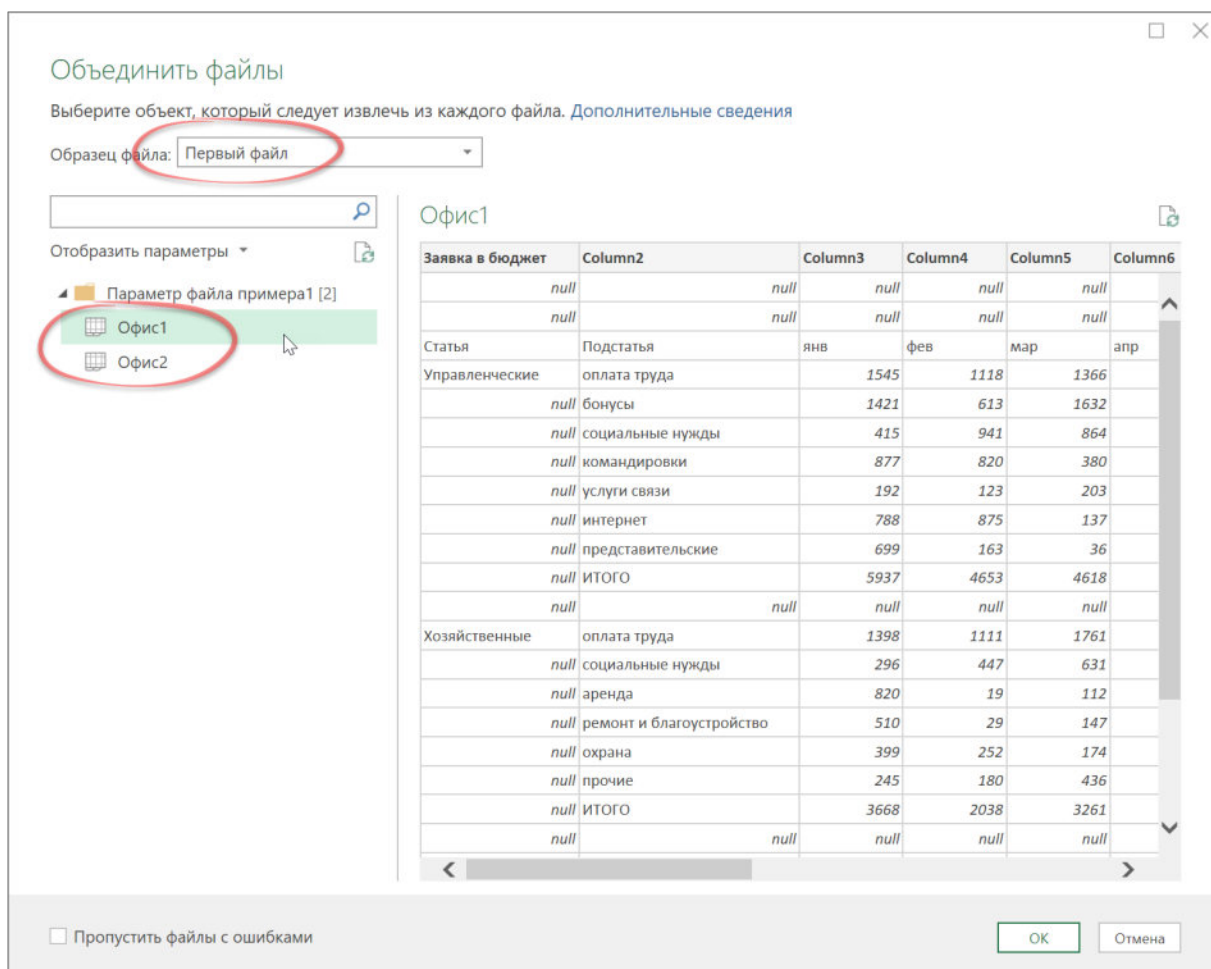 Объединить файлы
Выберите объект, который следует извлечь из каждого файла. Дополнительные сведения
Образец файла: Первый файл
Отобразить параметры
Параметр файла примера1 [2]
Офис1
Офис2
Офис1
Заявка в бюджет Column2 Column3 Column4 Column5 Column6
null null null null null
null null null null null
Статья Подстатья янв фев мар апр
Управленческие оплата труда 1545 1118 1366
null бонусы 1421 613 1632
null социальные нужды 415 941 864
null командировки 877 820 380
null услуги связи 192 123 203
null интернет 788 875 137
null представительские 699 163 36
null ИТОГО 5937 4653 4618
null null null null null
Хозяйственные оплата труда 1398 1111 1761
null социальные нужды 296 447 631
null аренда 820 19 112
null ремонт и благоустройство 510 29 147
null охрана 399 252 174
null прочие 245 180 436
null ИТОГО 3668 2038 3261
null null null null null
Пропустить файлы с ошибками
ОК Отмена